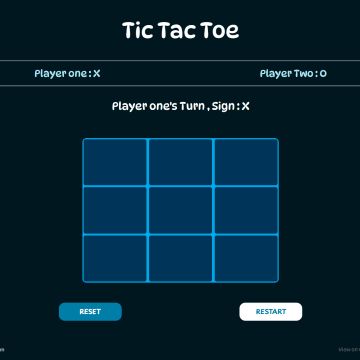 Tic Tac Toe
Player one : X
Player Two : O
Player one's Turn , Sign : X
RESET
RESTART